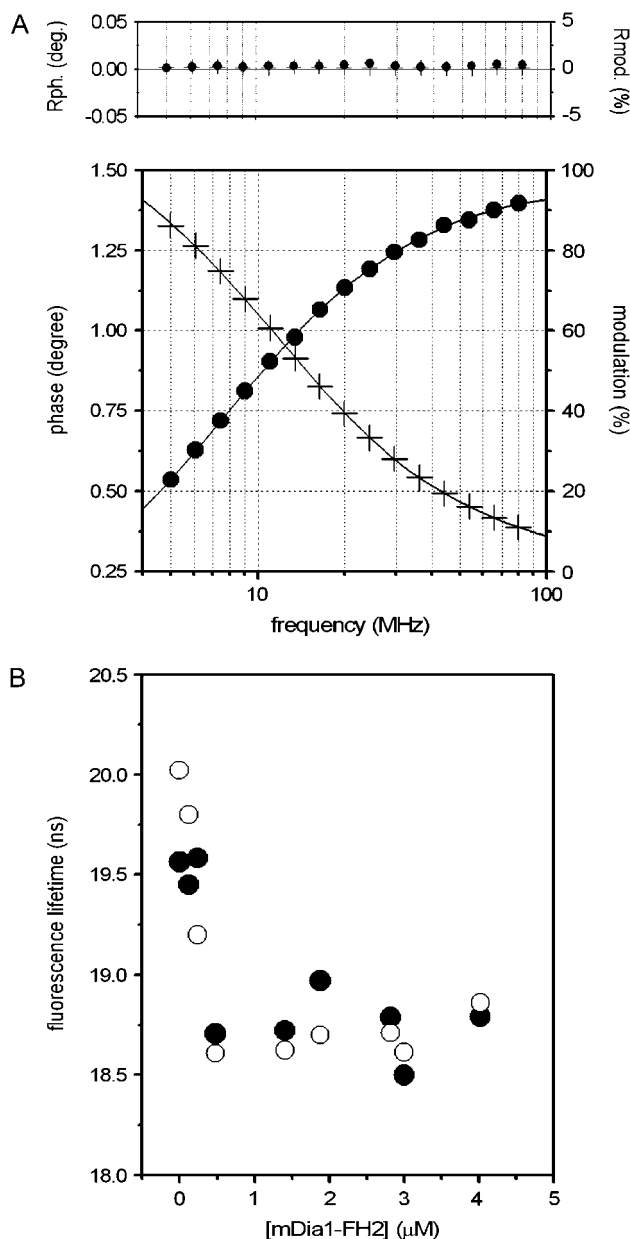 A
0.05
0.00
-0.05
Rph. (deg.)
5
0
-5
Rmod. (%)
1.50
1.25
1.00
0.75
0.50
0.25
phase (degree)
100
80
60
40
20
0
modulation (%)
10
100
frequency (MHz)
B
20.5
20.0
19.5
19.0
18.5
18.0
fluorescence lifetime (ns)
0 1 2 3 4 5
[mDia1-FH2] (μM)